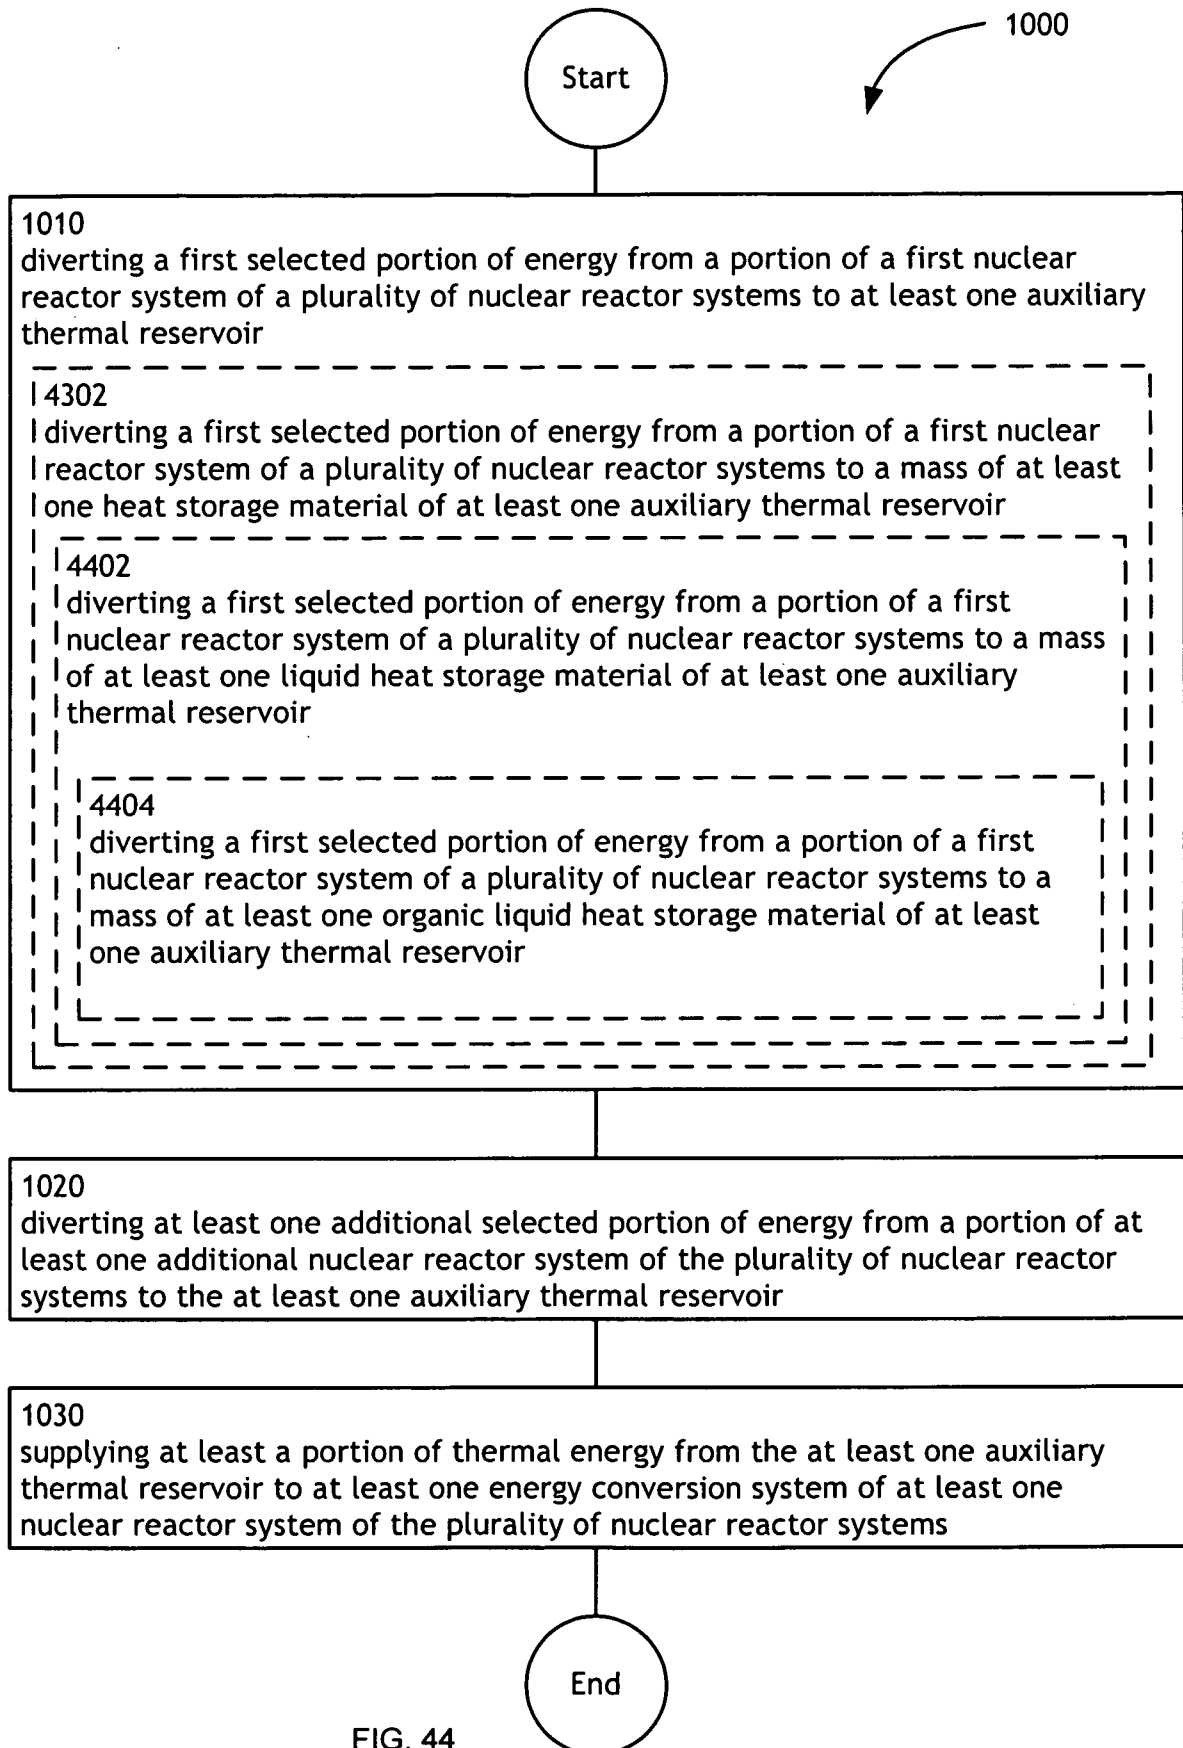 1000
Start
1010
diverting a first selected portion of energy from a portion of a first nuclear
reactor system of a plurality of nuclear reactor systems to at least one auxiliary
thermal reservoir
4302
diverting a first selected portion of energy from a portion of a first nuclear
reactor system of a plurality of nuclear reactor systems to a mass of at least
one heat storage material of at least one auxiliary thermal reservoir
4402
diverting a first selected portion of energy from a portion of a first
nuclear reactor system of a plurality of nuclear reactor systems to a mass
of at least one liquid heat storage material of at least one auxiliary
thermal reservoir
4404
diverting a first selected portion of energy from a portion of a first
nuclear reactor system of a plurality of nuclear reactor systems to a
mass of at least one organic liquid heat storage material of at least
one auxiliary thermal reservoir
1020
diverting at least one additional selected portion of energy from a portion of at
least one additional nuclear reactor system of the plurality of nuclear reactor
systems to the at least one auxiliary thermal reservoir
1030
supplying at least a portion of thermal energy from the at least one auxiliary
thermal reservoir to at least one energy conversion system of at least one
nuclear reactor system of the plurality of nuclear reactor systems
End
FIG. 44